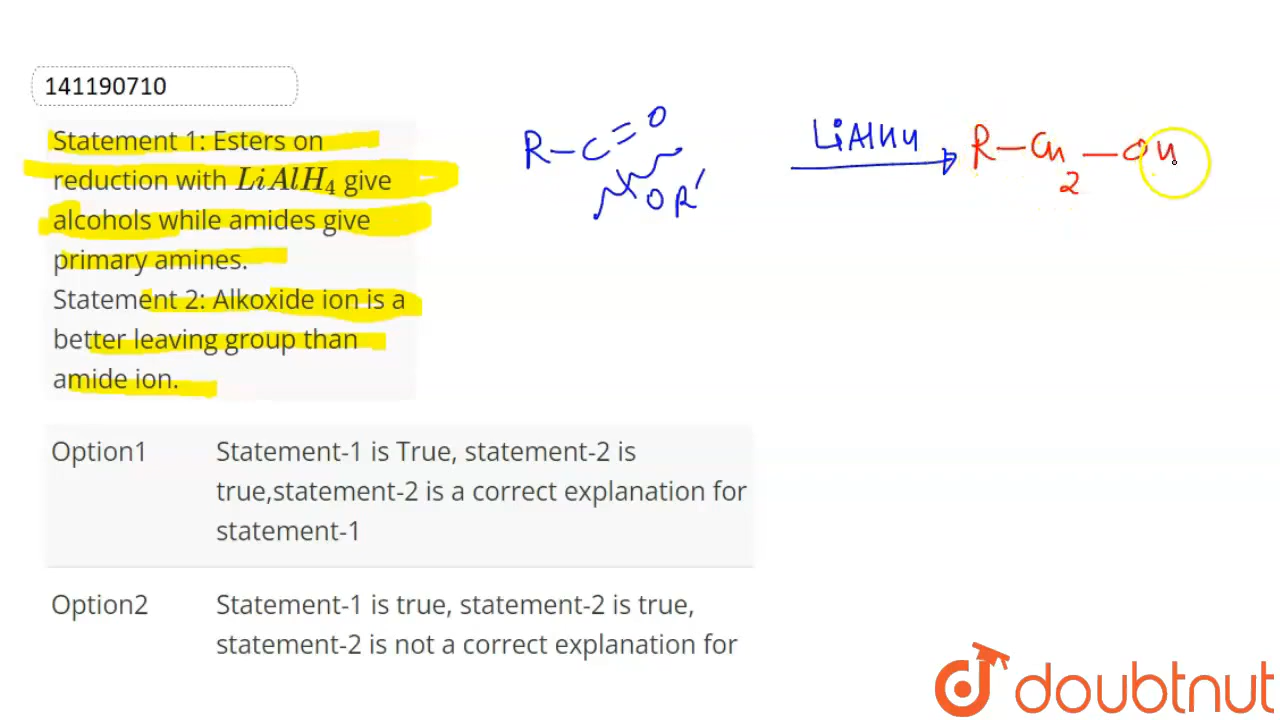 141190710
Statement 1: Esters on
reduction with LiAlH₄ give
alcohols while amides give
primary amines.
Statement 2: Alkoxide ion is a
better leaving group than
amide ion.
R–C=O
OR'
LiAlH4
R–CH2–OH
Option1 Statement-1 is True, statement-2 is
true,statement-2 is a correct explanation for
statement-1
Option2 Statement-1 is true, statement-2 is true,
statement-2 is not a correct explanation for
doubtnut